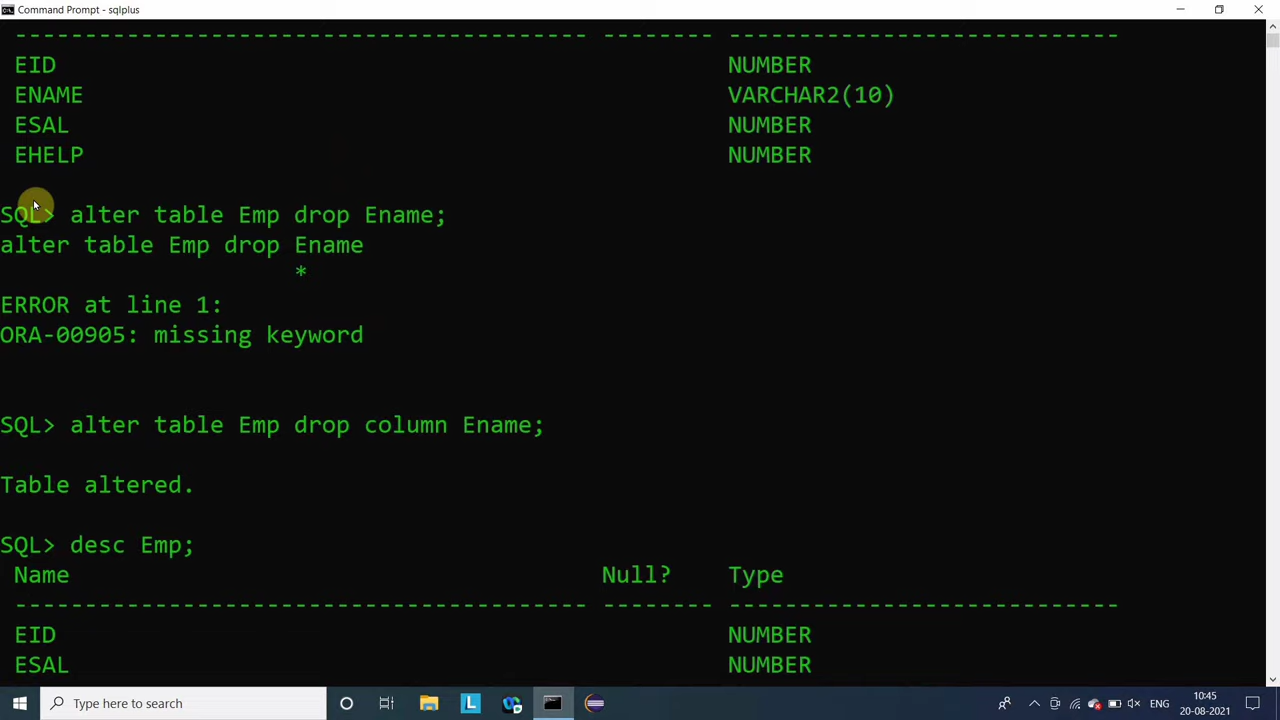 Command Prompt - sqlplus
----------------------------------------- -------- ----------------------------
EID NUMBER
ENAME VARCHAR2(10)
ESAL NUMBER
EHELP NUMBER
SQL> alter table Emp drop Ename;
alter table Emp drop Ename
*
ERROR at line 1:
ORA-00905: missing keyword
SQL> alter table Emp drop column Ename;
Table altered.
SQL> desc Emp;
Name Null? Type
----------------------------------------- -------- ----------------------------
EID NUMBER
ESAL NUMBER
Type here to search
L
ENG
10:45
20-08-2021